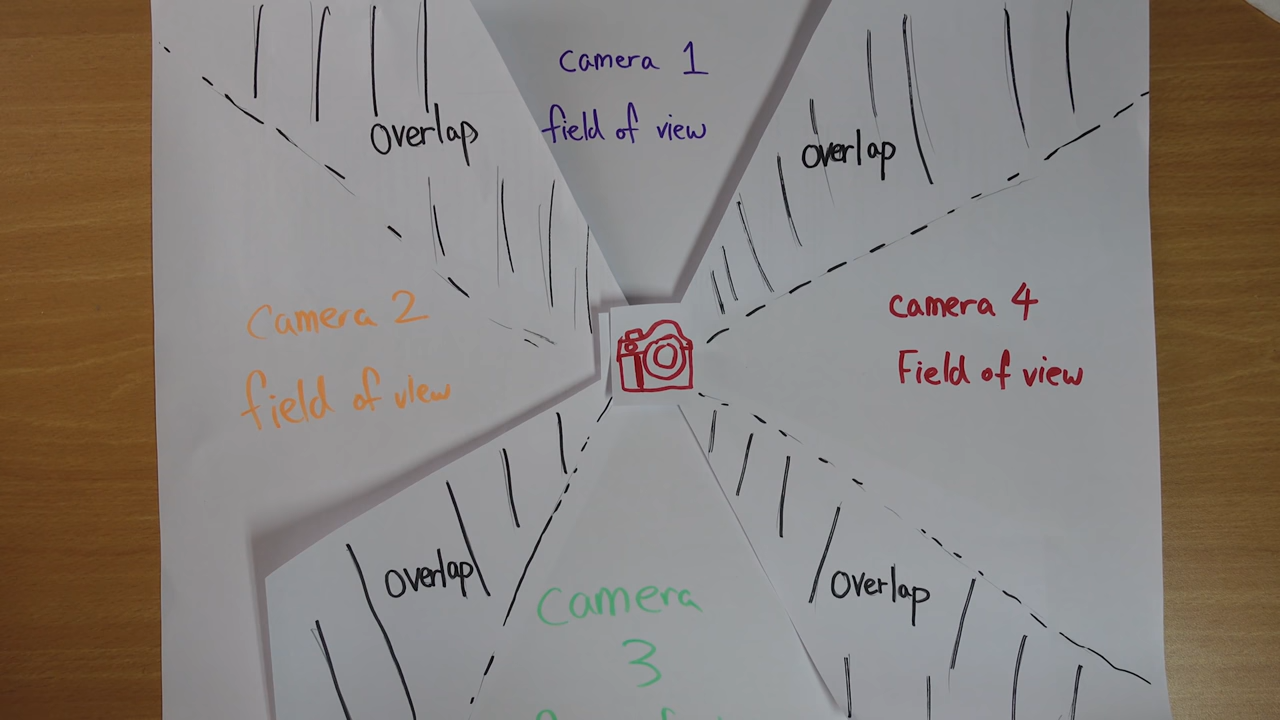 camera 1
field of view
overlap
overlap
camera 2
field of view
camera 4
Field of view
overlap
overlap
camera
3